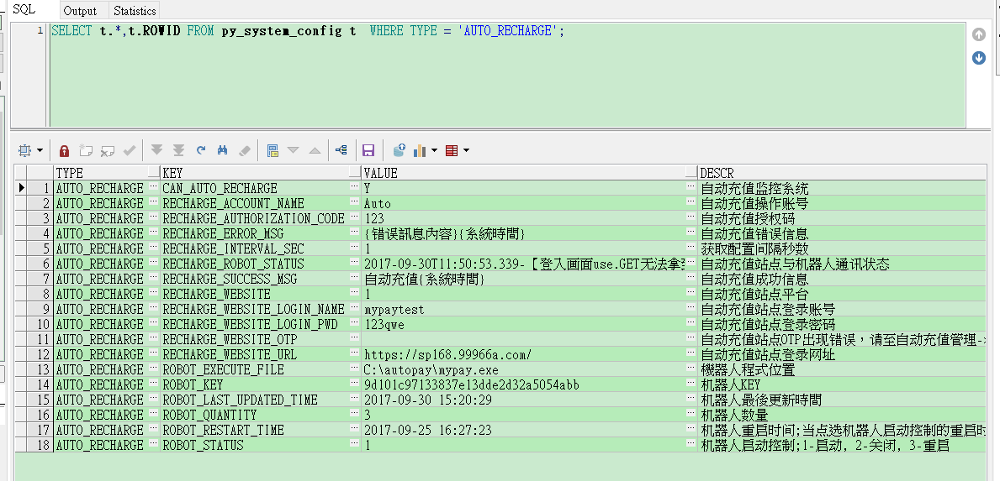 SQL Output Statistics
1 SELECT t.*,t.ROWID FROM py_system_config t WHERE TYPE = 'AUTO_RECHARGE';
TYPE KEY VALUE DESCR
1 AUTO_RECHARGE CAN_AUTO_RECHARGE Y 自动充值监控系统
2 AUTO_RECHARGE RECHARGE_ACCOUNT_NAME Auto 自动充值操作账号
3 AUTO_RECHARGE RECHARGE_AUTHORIZATION_CODE 123 自动充值授权码
4 AUTO_RECHARGE RECHARGE_ERROR_MSG {错误訊息內容}{系統時間} 自动充值错误信息
5 AUTO_RECHARGE RECHARGE_INTERVAL_SEC 1 获取配置间隔秒数
6 AUTO_RECHARGE RECHARGE_ROBOT_STATUS 2017-09-30T11:50:53.339-【登入画面use.GET无法拿 自动充值站点与机器人通讯状态
7 AUTO_RECHARGE RECHARGE_SUCCESS_MSG 自动充值{系統時間} 自动充值成功信息
8 AUTO_RECHARGE RECHARGE_WEBSITE 1 自动充值站点平台
9 AUTO_RECHARGE RECHARGE_WEBSITE_LOGIN_NAME mypaytest 自动充值站点登录账号
10 AUTO_RECHARGE RECHARGE_WEBSITE_LOGIN_PWD 123qwe 自动充值站点登录密码
11 AUTO_RECHARGE RECHARGE_WEBSITE_OTP 自动充值站点OTP出现错误，请至自动充值管理-
12 AUTO_RECHARGE RECHARGE_WEBSITE_URL https://sp168.99966a.com/ 自动充值站点登录网址
13 AUTO_RECHARGE ROBOT_EXECUTE_FILE C:\autopay\mypay.exe 機器人程式位置
14 AUTO_RECHARGE ROBOT_KEY 9d101c97133837e13dde2d32a5054abb 机器人KEY
15 AUTO_RECHARGE ROBOT_LAST_UPDATED_TIME 2017-09-30 15:20:29 机器人最後更新時間
16 AUTO_RECHARGE ROBOT_QUANTITY 3 机器人数量
17 AUTO_RECHARGE ROBOT_RESTART_TIME 2017-09-25 16:27:23 机器人重启时间;当点选机器人启动控制的重启时
18 AUTO_RECHARGE ROBOT_STATUS 1 机器人启动控制;1-启动，2-关闭，3-重启